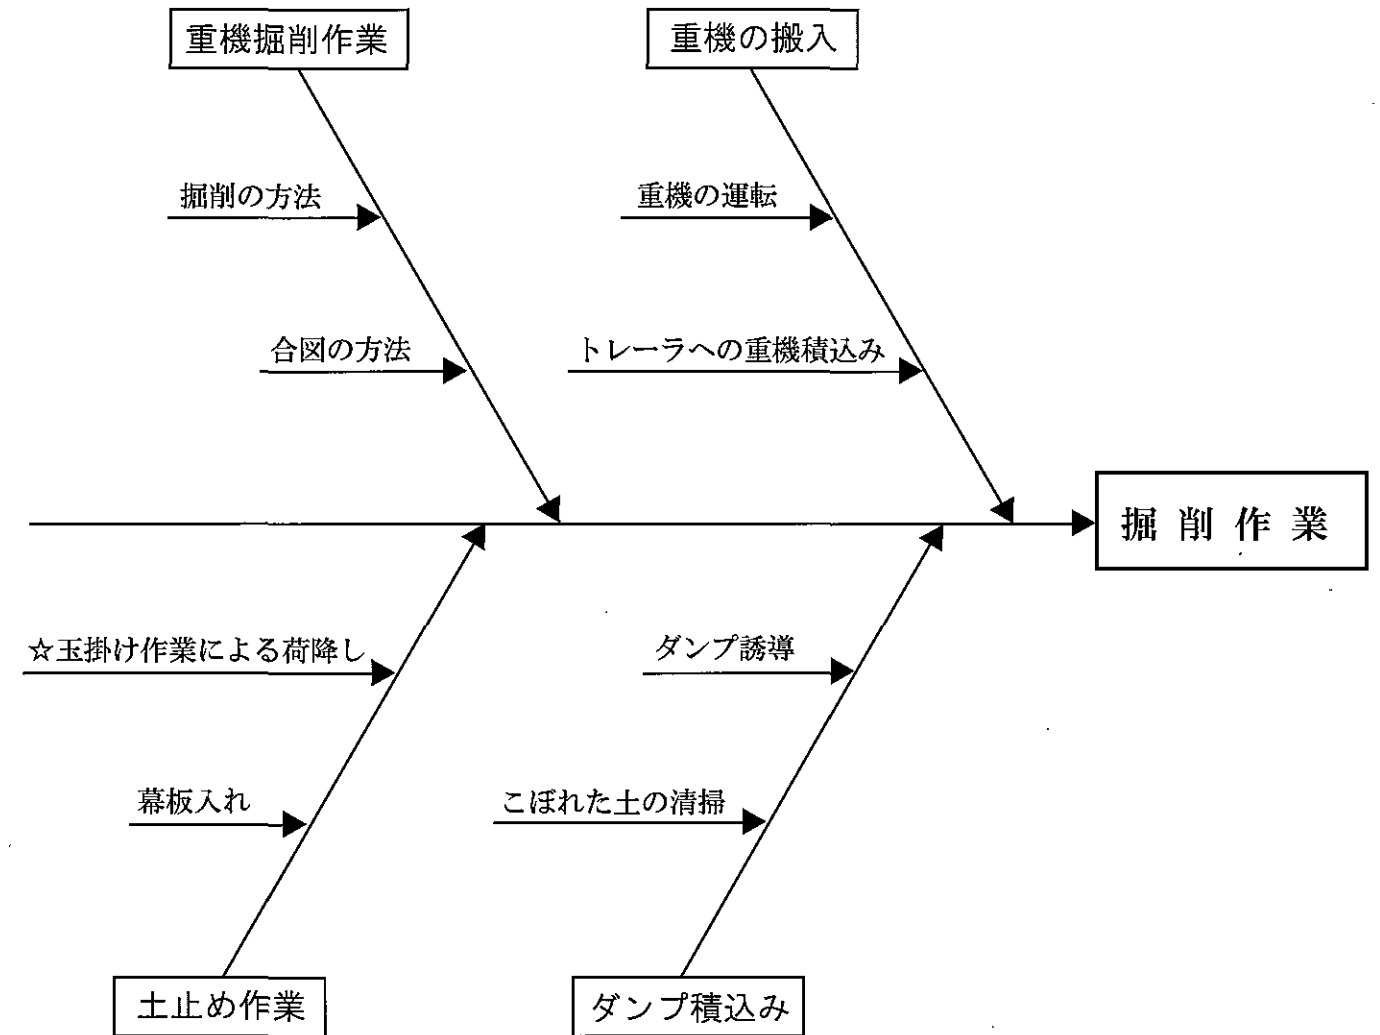 重機掘削作業
重機の搬入
掘削の方法
重機の運転
合図の方法
トレーラへの重機積込み
掘削作業
☆玉掛け作業による荷降し
ダンプ誘導
幕板入れ
こぼれた土の清掃
土止め作業
ダンプ積込み